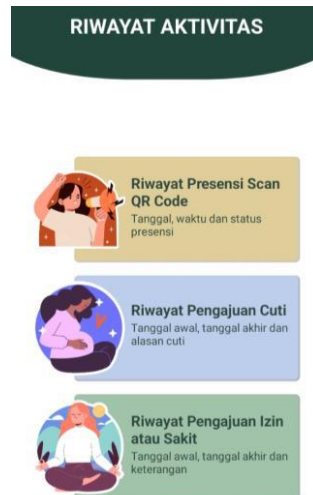 RIWAYAT AKTIVITAS
Riwayat Presensi Scan
QR Code
Tanggal, waktu dan status
presensi
Riwayat Pengajuan Cuti
Tanggal awal, tanggal akhir dan
alasan cuti
Riwayat Pengajuan Izin
atau Sakit
Tanggal awal, tanggal akhir dan
keterangan